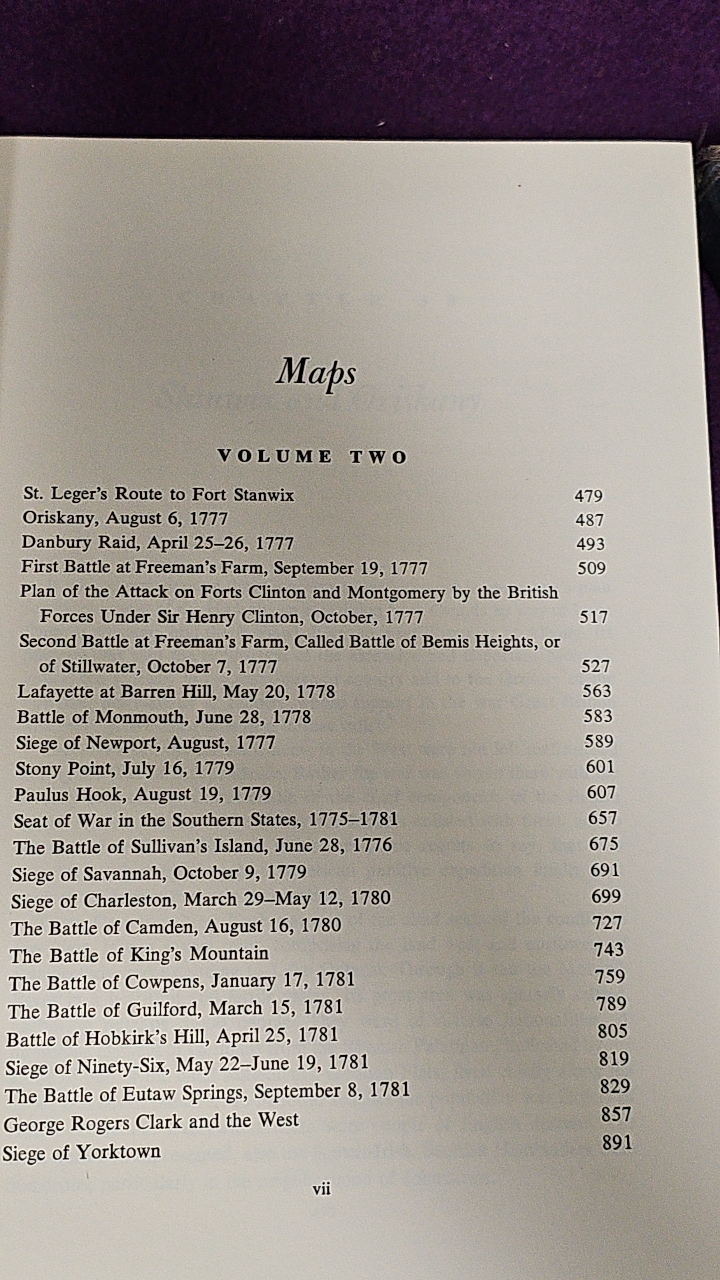 Maps
VOLUME TWO
St. Leger's Route to Fort Stanwix 479
Oriskany, August 6, 1777 487
Danbury Raid, April 25–26, 1777 493
First Battle at Freeman's Farm, September 19, 1777 509
Plan of the Attack on Forts Clinton and Montgomery by the British
Forces Under Sir Henry Clinton, October, 1777 517
Second Battle at Freeman's Farm, Called Battle of Bemis Heights, or
of Stillwater, October 7, 1777 527
Lafayette at Barren Hill, May 20, 1778 563
Battle of Monmouth, June 28, 1778 583
Siege of Newport, August, 1777 589
Stony Point, July 16, 1779 601
Paulus Hook, August 19, 1779 607
Seat of War in the Southern States, 1775–1781 657
The Battle of Sullivan's Island, June 28, 1776 675
Siege of Savannah, October 9, 1779 691
Siege of Charleston, March 29–May 12, 1780 699
The Battle of Camden, August 16, 1780 727
The Battle of King's Mountain 743
The Battle of Cowpens, January 17, 1781 759
The Battle of Guilford, March 15, 1781 789
Battle of Hobkirk's Hill, April 25, 1781 805
Siege of Ninety-Six, May 22–June 19, 1781 819
The Battle of Eutaw Springs, September 8, 1781 829
George Rogers Clark and the West 857
Siege of Yorktown 891
vii